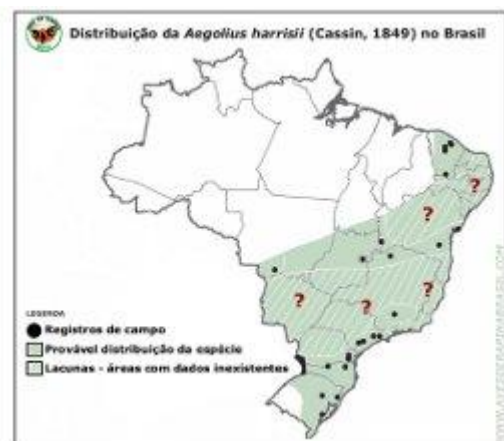 Distribuição da Aegolius harrisii (Cassin, 1849) no Brasil
?
?
?
?
?
LEGENDA
Registros de campo
Provável distribuição da espécie
Lacunas - áreas com dados inexistentes